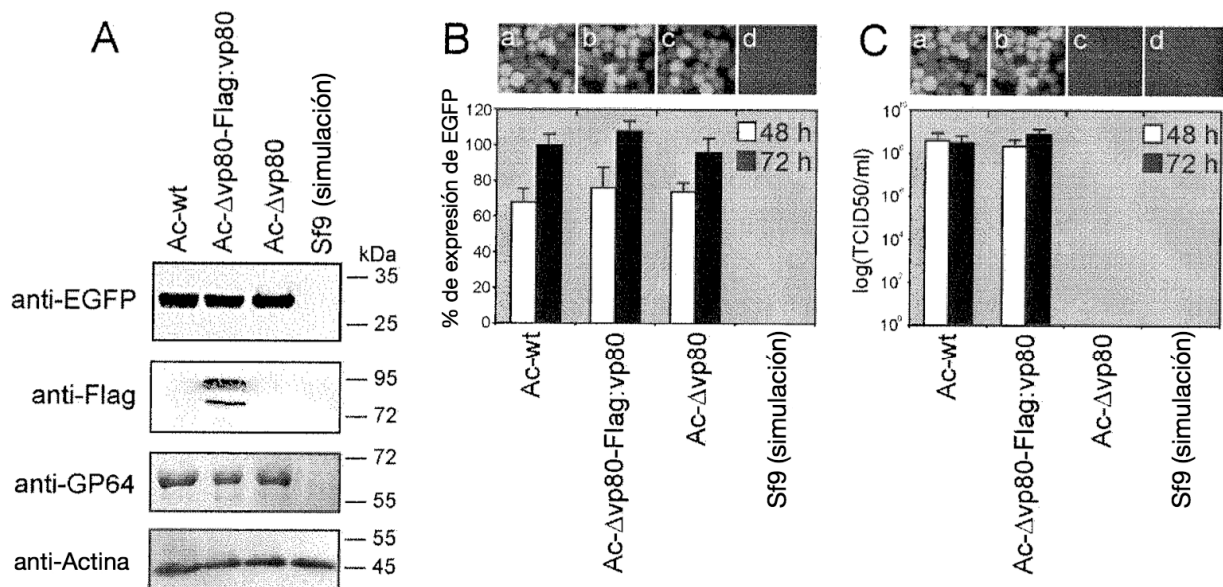 A
Ac-wt
Ac-Δvp80-Flag:vp80
Ac-Δvp80
Sf9 (simulación)
kDa
anti-EGFP
35
25
anti-Flag
95
72
anti-GP64
72
55
anti-Actina
55
45
B
a b c d
% de expresión de EGFP
120
100
80
60
40
20
0
48 h
72 h
Ac-wt
Ac-Δvp80-Flag:vp80
Ac-Δvp80
Sf9 (simulación)
C
a b c d
log(TCID50/ml)
10⁴
10²
10⁰
48 h
72 h
Ac-wt
Ac-Δvp80-Flag:vp80
Ac-Δvp80
Sf9 (simulación)